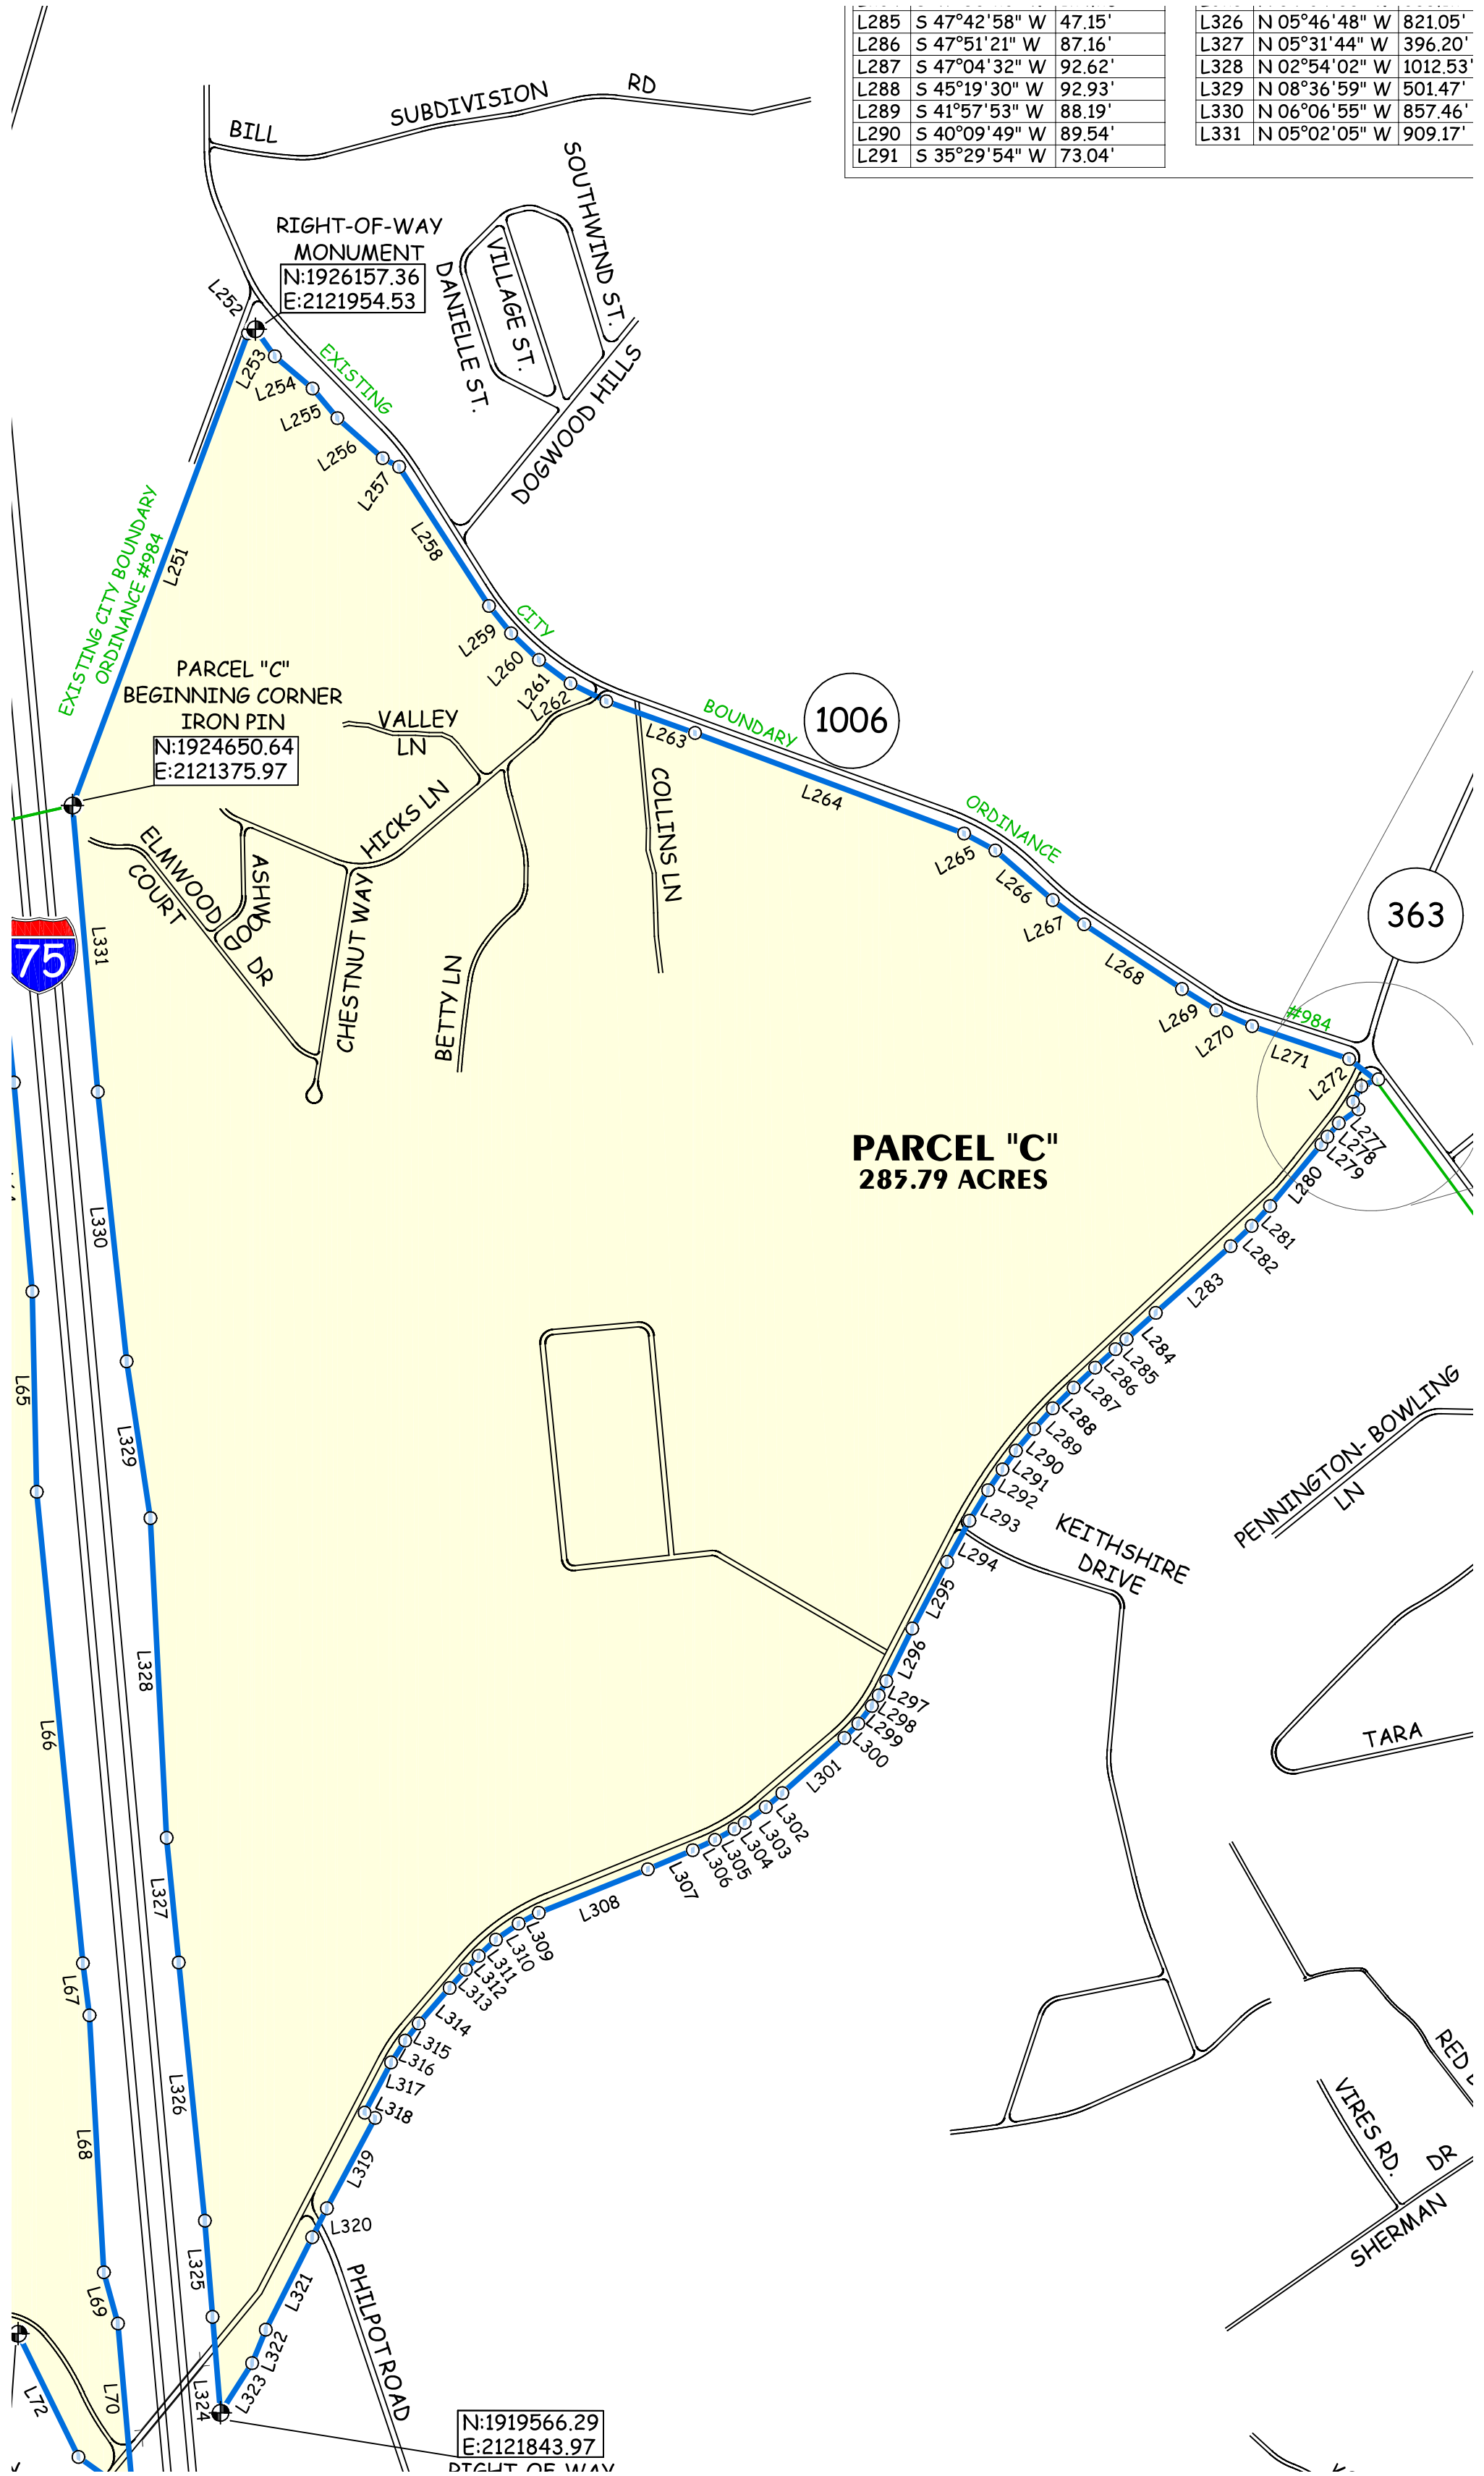 L285 S 47°42'58" W 47.15'
L286 S 47°51'21" W 87.16'
L287 S 47°04'32" W 92.62'
L288 S 45°19'30" W 92.93'
L289 S 41°57'53" W 88.19'
L290 S 40°09'49" W 89.54'
L291 S 35°29'54" W 73.04'
L326 N 05°46'48" W 821.05'
L327 N 05°31'44" W 396.20'
L328 N 02°54'02" W 1012.53'
L329 N 08°36'59" W 501.47'
L330 N 06°06'55" W 857.46'
L331 N 05°02'05" W 909.17'
BILL SUBDIVISION RD
SOUTHWIND ST.
VILLAGE ST.
DANIELLE ST.
DOGWOOD HILLS
RIGHT-OF-WAY
MONUMENT
N:1926157.36
E:2121954.53
L252
L253
L254
L255
L256
L257
L258
L251
EXISTING
CITY
BOUNDARY
ORDINANCE
#984
EXISTING CITY BOUNDARY
ORDINANCE #984
L259
L260
L261
L262
L263
L264
L265
L266
L267
L268
L269
L270
L271
L272
1006
363
PARCEL "C"
BEGINNING CORNER
IRON PIN
N:1924650.64
E:2121375.97
VALLEY
LN
HICKS LN
COLLINS LN
ELMWOOD
COURT
ASHWOOD DR
CHESTNUT WAY
BETTY LN
75
L331
L330
L329
L328
L327
L326
L325
L324
PARCEL "C"
285.79 ACRES
L277
L278
L279
L280
L281
L282
L283
L284
L285
L286
L287
L288
L289
L290
L291
L292
L293
L294
L295
L296
L297
L298
L299
L300
L301
L302
L303
L304
L305
L306
L307
L308
L309
L310
L311
L312
L313
L314
L315
L316
L317
L318
L319
L320
L321
L322
L323
L65
L66
L67
L68
L69
L70
L72
KEITHSHIRE
DRIVE
PENNINGTON- BOWLING
LN
TARA
RED
VIRES RD.
SHERMAN DR
PHILPOT ROAD
N:1919566.29
E:2121843.97
RIGHT OF WAY